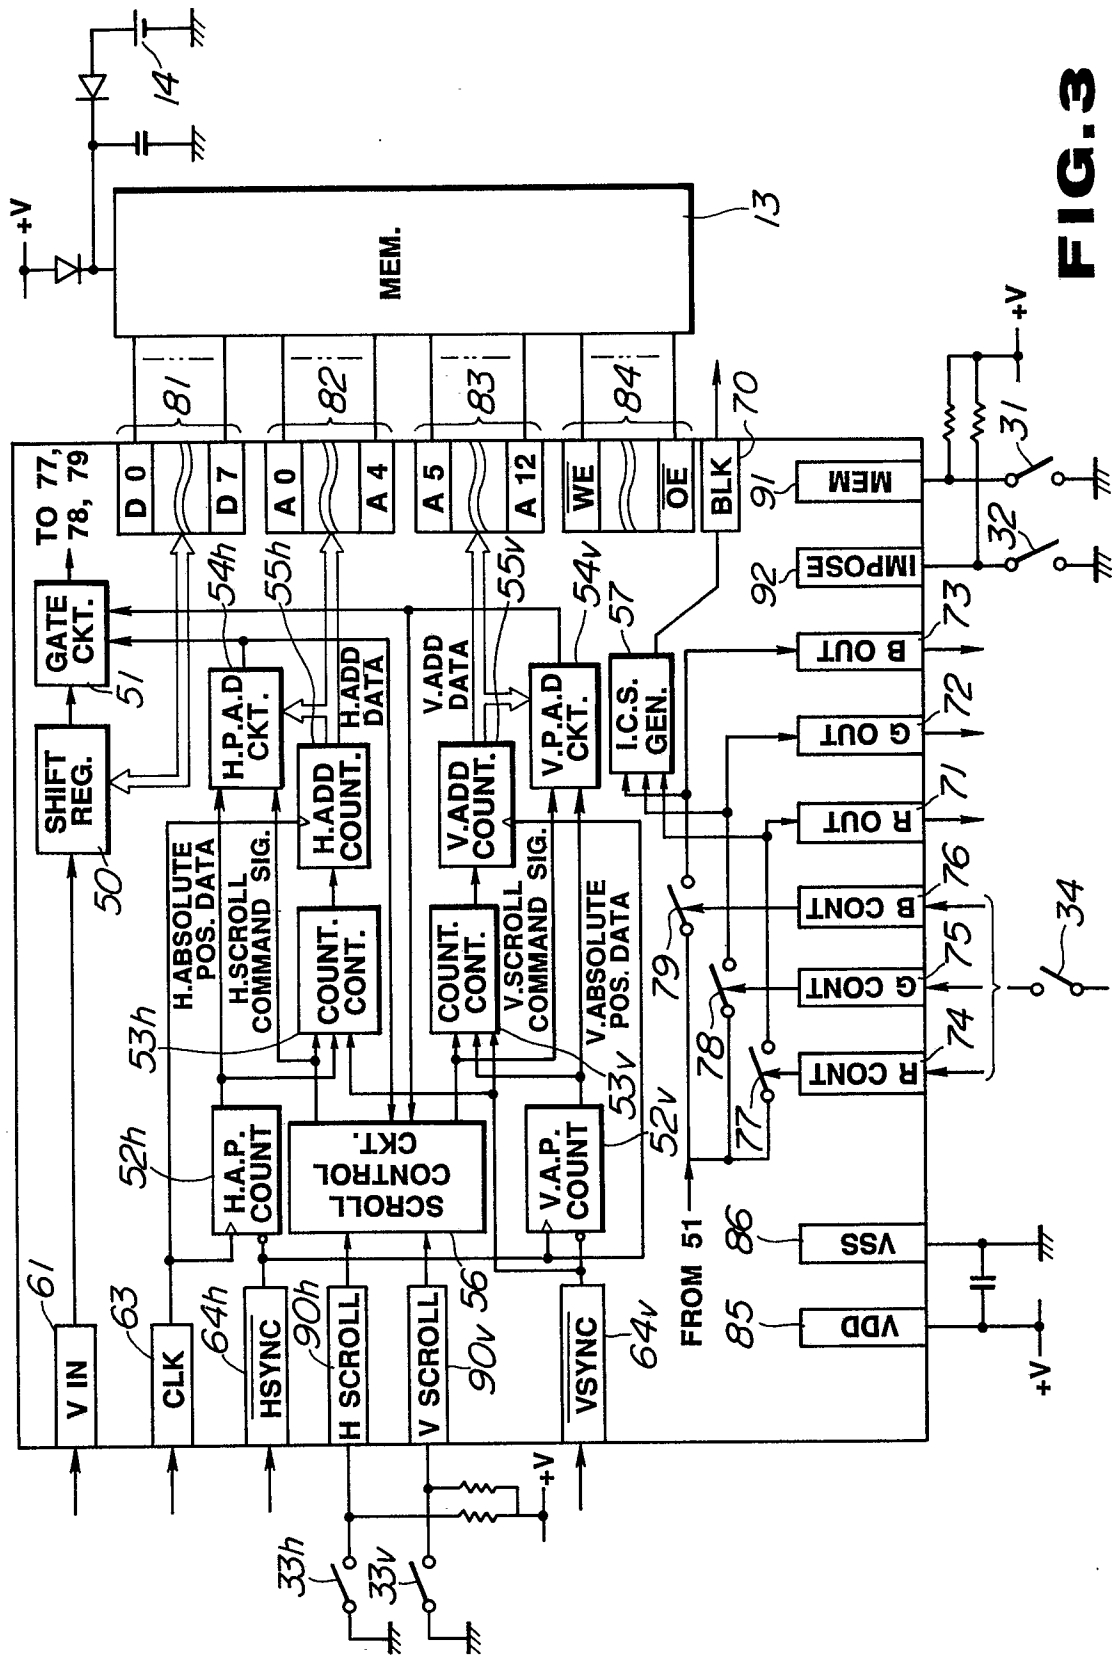 +V
14
MEM.
13
TO 77,
78, 79
D 0
D 7
81
A 0
A 4
82
A 5
A 12
83
WE
OE
84
BLK
70
V IN
61
SHIFT
REG.
50
GATE
CKT.
51
CLK
63
HSYNC
64h
H SCROLL
90h
V SCROLL
90v
VSYNC
64v
33h
33v
+V
H.A.P.
COUNT
52h
SCROLL
CONTROL
CKT.
56
V.A.P.
COUNT
52v
H.ABSOLUTE
POS. DATA
H.SCROLL
COMMAND SIG.
COUNT.
CONT.
53h
COUNT.
CONT.
53v
V.SCROLL
COMMAND SIG.
V.ABSOLUTE
POS. DATA
H.P.A.D
CKT.
54h
H.ADD
COUNT.
55h
H.ADD
DATA
V.ADD
COUNT.
55v
V.ADD
DATA
V.P.A.D
CKT.
54v
I.C.S.
GEN.
57
FROM 51
77
78
79
VDD
85
VSS
86
+V
R CONT
74
G CONT
75
B CONT
76
34
R OUT
71
G OUT
72
B OUT
73
IMPOSE
92
MEM
91
32
31
+V
FIG.3